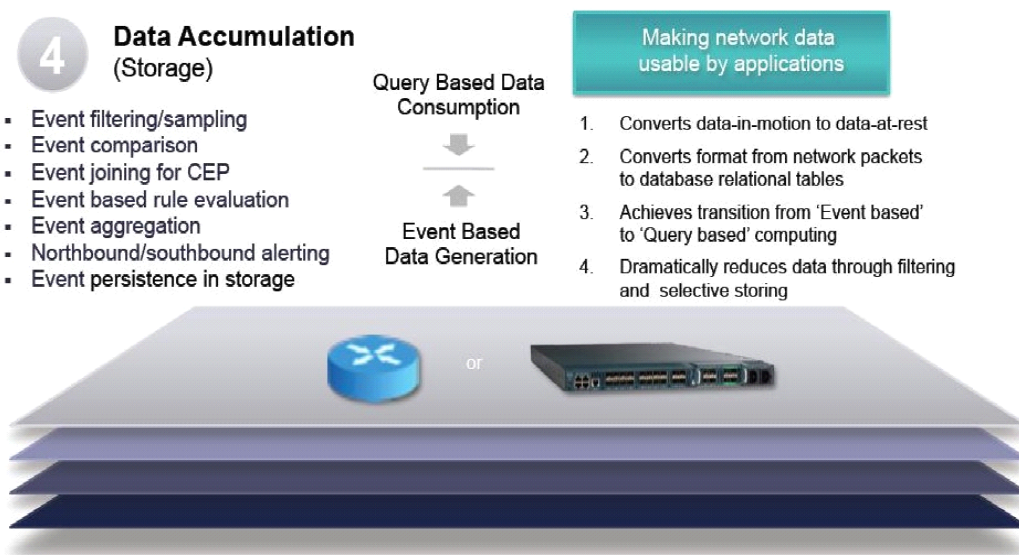 4
Data Accumulation
(Storage)
▪ Event filtering/sampling
▪ Event comparison
▪ Event joining for CEP
▪ Event based rule evaluation
▪ Event aggregation
▪ Northbound/southbound alerting
▪ Event persistence in storage
Query Based Data
Consumption
Event Based
Data Generation
Making network data
usable by applications
1. Converts data-in-motion to data-at-rest
2. Converts format from network packets
to database relational tables
3. Achieves transition from ‘Event based’
to ‘Query based’ computing
4. Dramatically reduces data through filtering
and selective storing
or